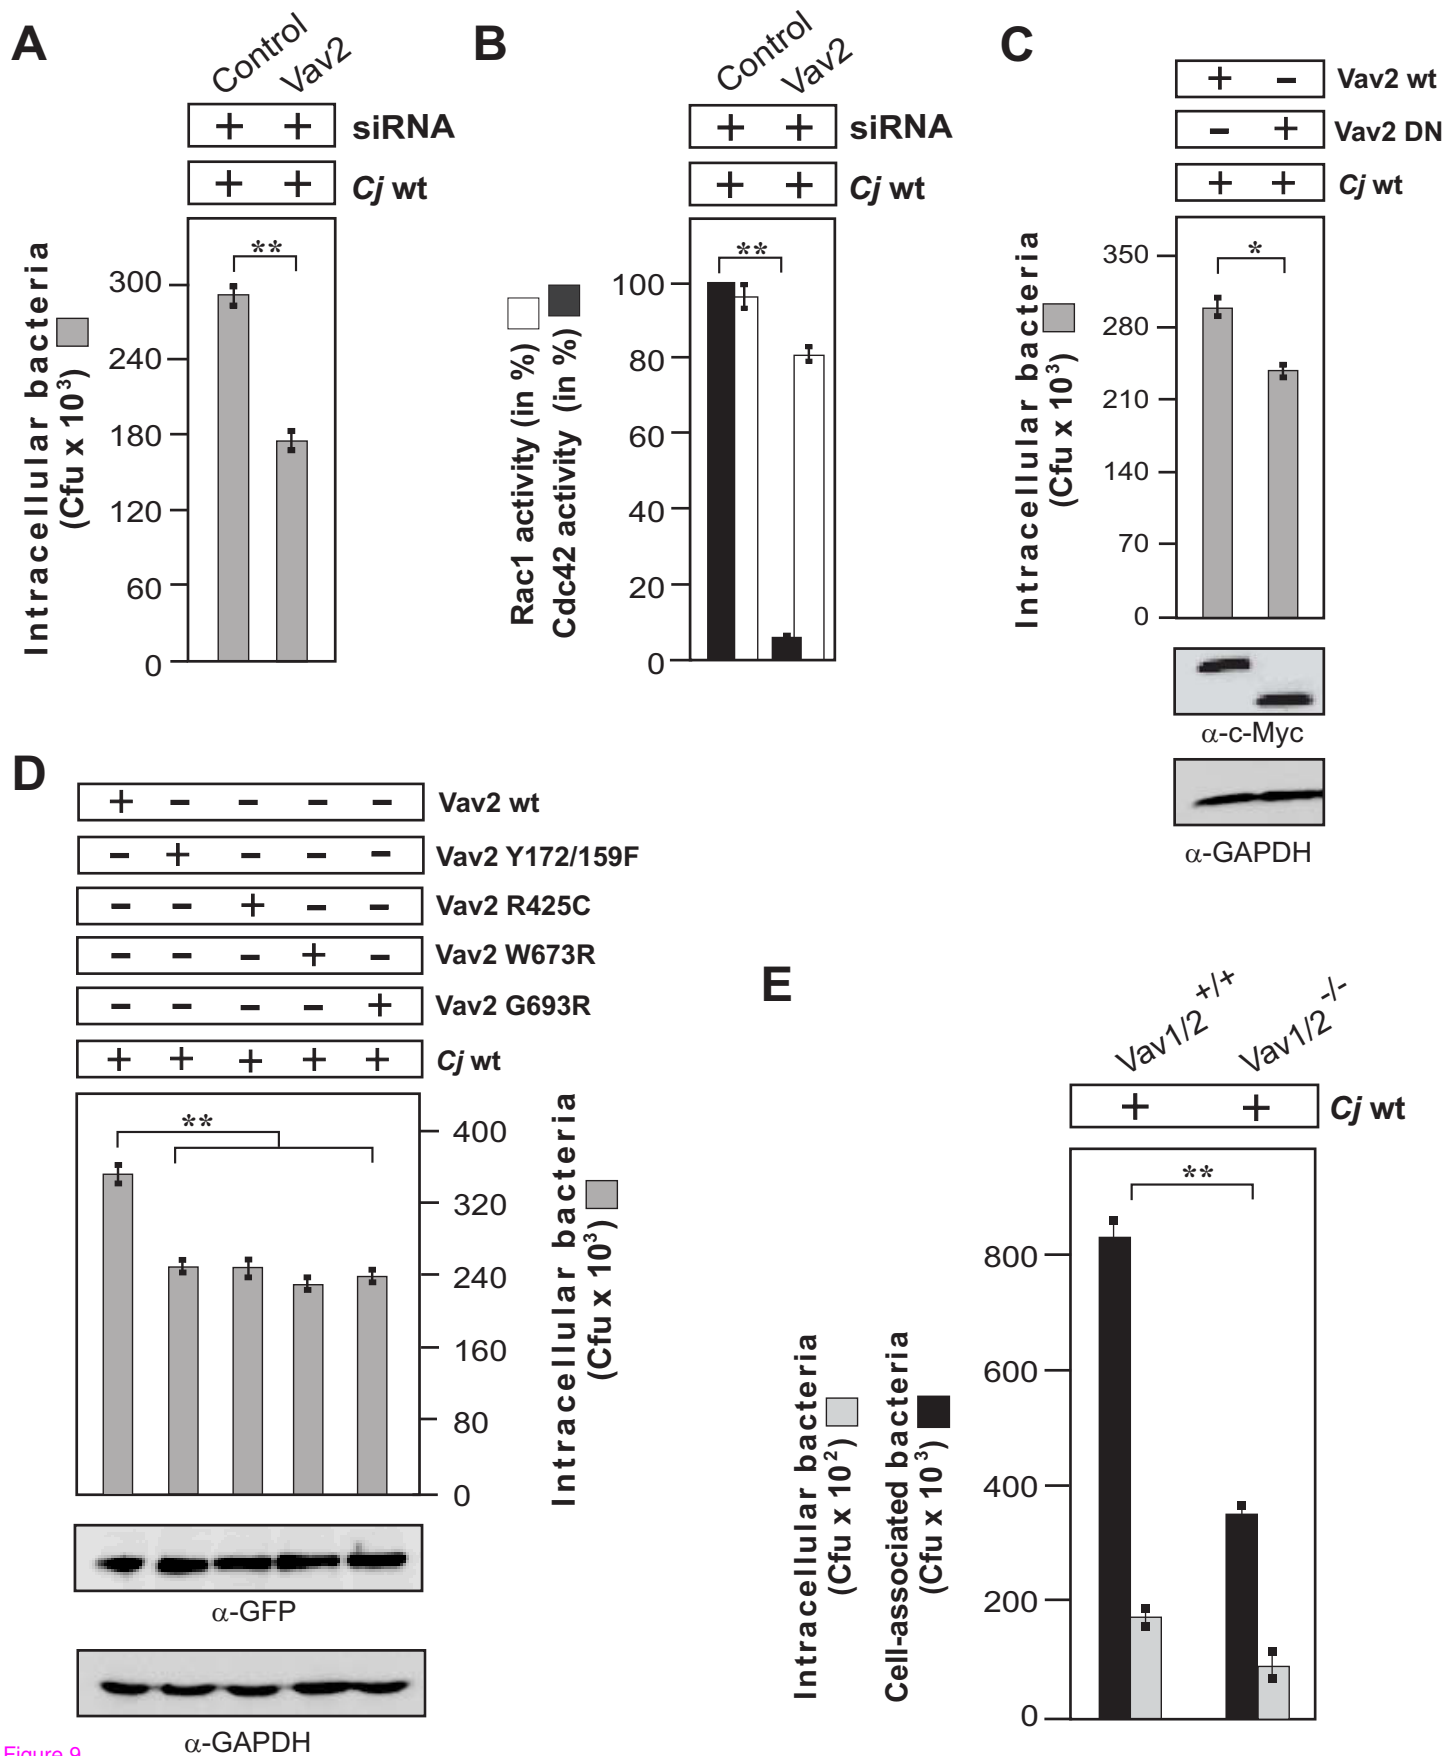 A
Control
Vav2
+ + siRNA
+ + Cj wt
Intracellular bacteria
(Cfu x 10³)
**
300
240
180
120
60
0
B
Control
Vav2
+ + siRNA
+ + Cj wt
Rac1 activity (in %)
Cdc42 activity (in %)
**
100
80
60
40
20
0
C
+ – Vav2 wt
– + Vav2 DN
+ + Cj wt
Intracellular bacteria
(Cfu x 10³)
*
350
280
210
140
70
0
α-c-Myc
α-GAPDH
D
+ – – – – Vav2 wt
– + – – – Vav2 Y172/159F
– – + – – Vav2 R425C
– – – + – Vav2 W673R
– – – – + Vav2 G693R
+ + + + + Cj wt
**
400
320
240
160
80
0
Intracellular bacteria
(Cfu x 10³)
α-GFP
α-GAPDH
E
Vav1/2 +/+
Vav1/2 -/-
+ + Cj wt
Intracellular bacteria
(Cfu x 10²)
Cell-associated bacteria
(Cfu x 10³)
**
800
600
400
200
0
Figure 9